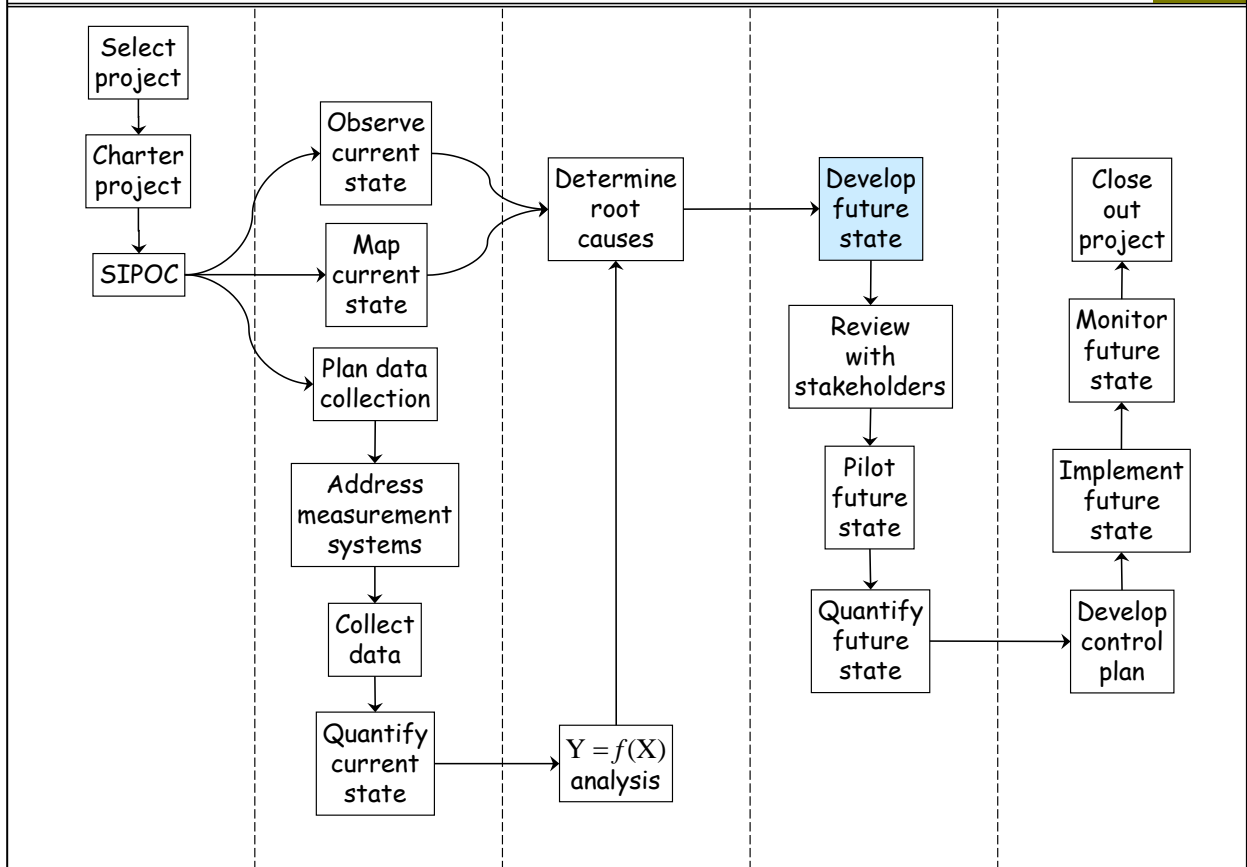 Select
project
Charter
project
SIPOC
Observe
current
state
Map
current
state
Plan data
collection
Address
measurement
systems
Collect
data
Quantify
current
state
Determine
root
causes
Y = f(X)
analysis
Develop
future
state
Review
with
stakeholders
Pilot
future
state
Quantify
future
state
Close
out
project
Monitor
future
state
Implement
future
state
Develop
control
plan